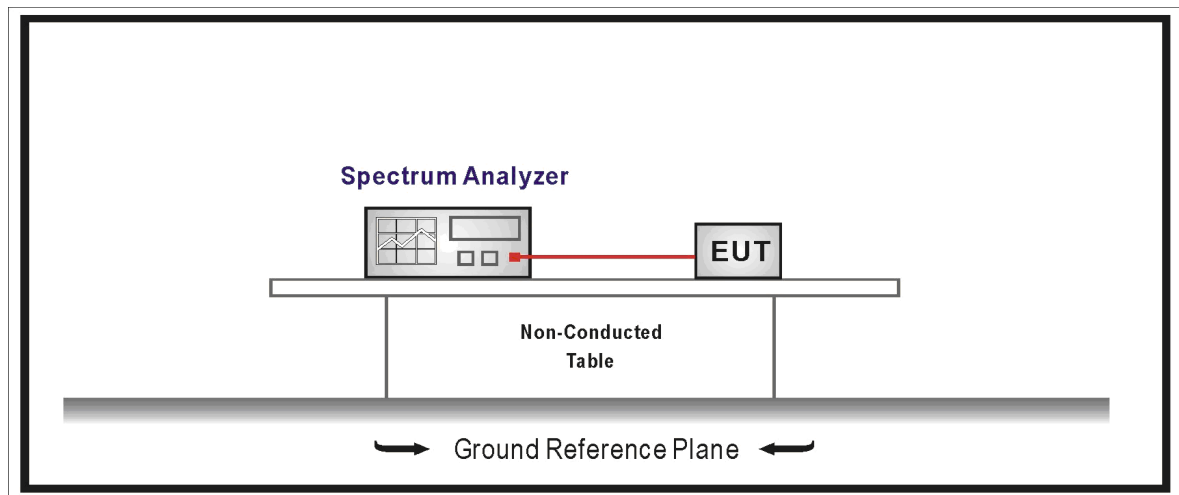 Spectrum Analyzer
EUT
Non-Conducted
Table
Ground Reference Plane